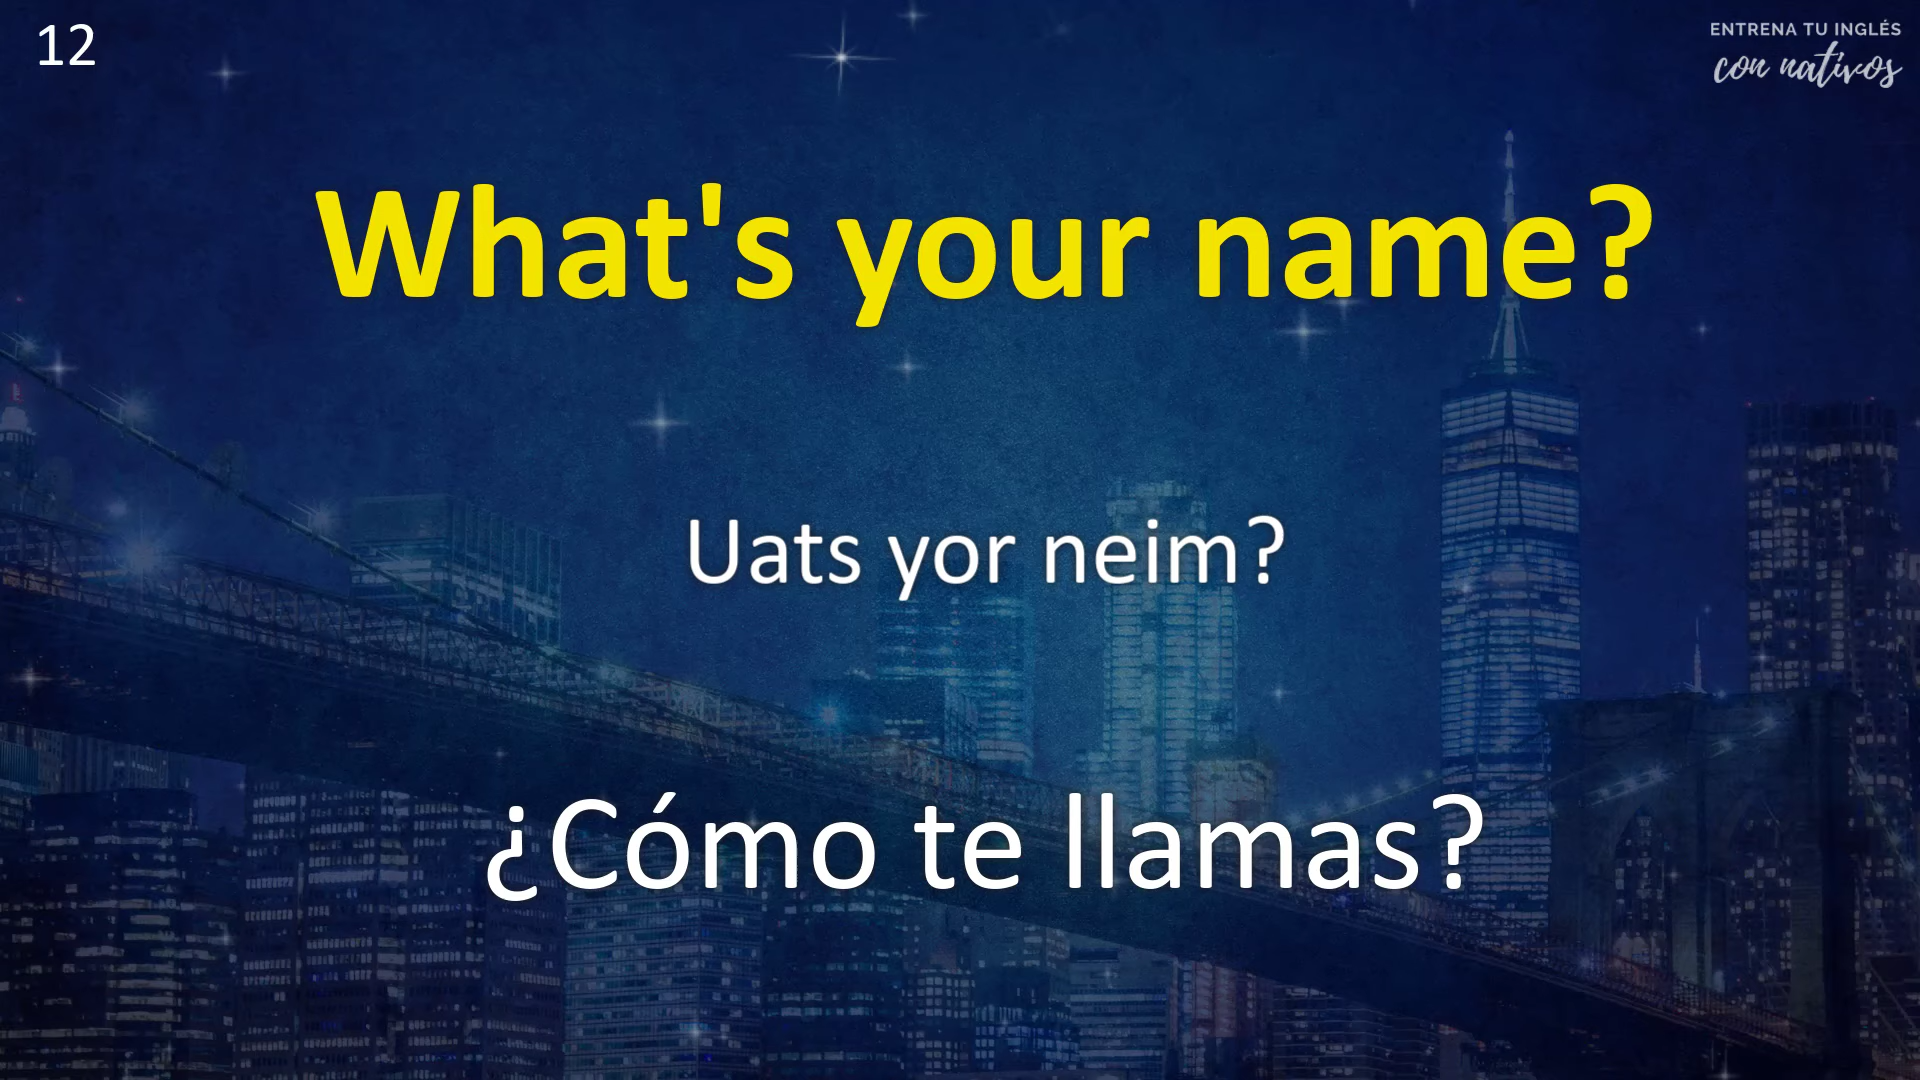 12
ENTRENA TU INGLÉS
con nativos
What's your name?
Uats yor neim?
¿Cómo te llamas?